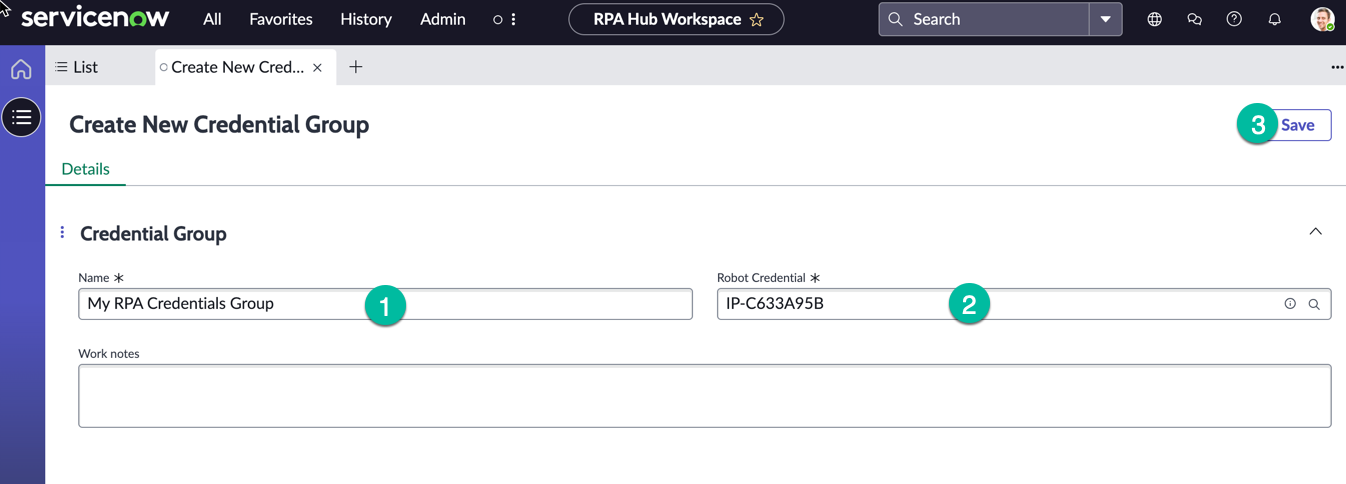 servicenow All Favorites History Admin RPA Hub Workspace Search
List Create New Cred...
Create New Credential Group
3 Save
Details
Credential Group
Name * Robot Credential *
My RPA Credentials Group 1 IP-C633A95B 2
Work notes